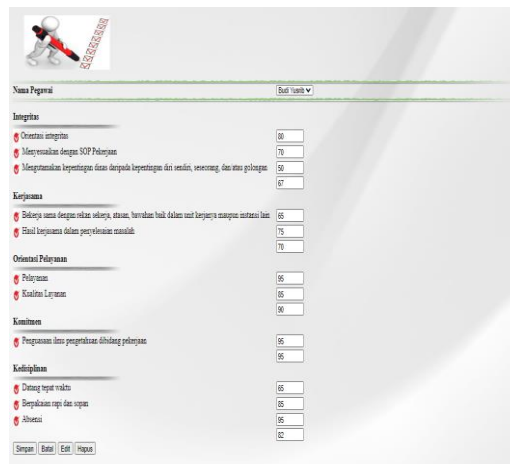 Nama Pegawai Budi Yusnib
Integritas
Orientasi integritas 80
Menyesuaikan dengan SOP Pekerjaan 70
Mengutamakan kepentingan dinas daripada kepentingan diri sendiri, seseorang, dan/atau golongan 50
67
Kerjasama
Bekerja sama dengan rekan sekerja, atasan, bawahan baik dalam unit kerjanya maupun instansi lain 65
Hasil kerjasama dalam penyelesaian masalah 75
70
Orientasi Pelayanan
Pelayanan 95
Kualitas Layanan 85
90
Komitmen
Penguasaan ilmu pengetahuan dibidang pekerjaan 95
95
Kedisiplinan
Datang tepat waktu 65
Berpakaian rapi dan sopan 85
Absensi 95
82
Simpan Batal Edit Hapus